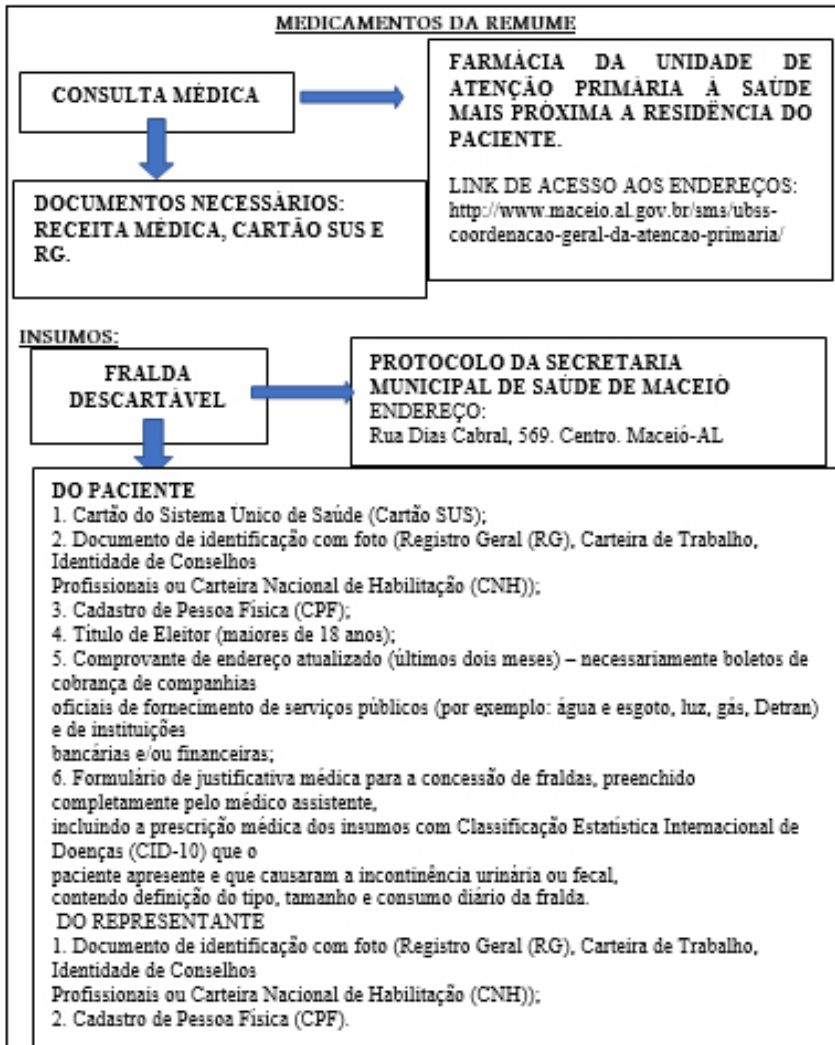 MEDICAMENTOS DA REMUME
CONSULTA MÉDICA
FARMÁCIA DA UNIDADE DE
ATENÇÃO PRIMÁRIA À SAÚDE
MAIS PRÓXIMA A RESIDÊNCIA DO
PACIENTE.
LINK DE ACESSO AOS ENDEREÇOS:
http://www.maceio.al.gov.br/sms/ubss-
coordenacao-geral-da-atencao-primaria/
DOCUMENTOS NECESSÁRIOS:
RECEITA MÉDICA, CARTÃO SUS E
RG.
INSUMOS:
FRALDA
DESCARTÁVEL
PROTOCOLO DA SECRETARIA
MUNICIPAL DE SAÚDE DE MACEIÓ
ENDEREÇO:
Rua Dias Cabral, 569. Centro. Maceió-AL
DO PACIENTE
1. Cartão do Sistema Único de Saúde (Cartão SUS);
2. Documento de identificação com foto (Registro Geral (RG), Carteira de Trabalho,
Identidade de Conselhos
Profissionais ou Carteira Nacional de Habilitação (CNH));
3. Cadastro de Pessoa Física (CPF);
4. Título de Eleitor (maiores de 18 anos);
5. Comprovante de endereço atualizado (últimos dois meses) – necessariamente boletos de
cobrança de companhias
oficiais de fornecimento de serviços públicos (por exemplo: água e esgoto, luz, gás, Detran)
e de instituições
bancárias e/ou financeiras;
6. Formulário de justificativa médica para a concessão de fraldas, preenchido
completamente pelo médico assistente,
incluindo a prescrição médica dos insumos com Classificação Estatística Internacional de
Doenças (CID-10) que o
paciente apresente e que causaram a incontinência urinária ou fecal,
contendo definição do tipo, tamanho e consumo diário da fralda.
DO REPRESENTANTE
1. Documento de identificação com foto (Registro Geral (RG), Carteira de Trabalho,
Identidade de Conselhos
Profissionais ou Carteira Nacional de Habilitação (CNH));
2. Cadastro de Pessoa Física (CPF).